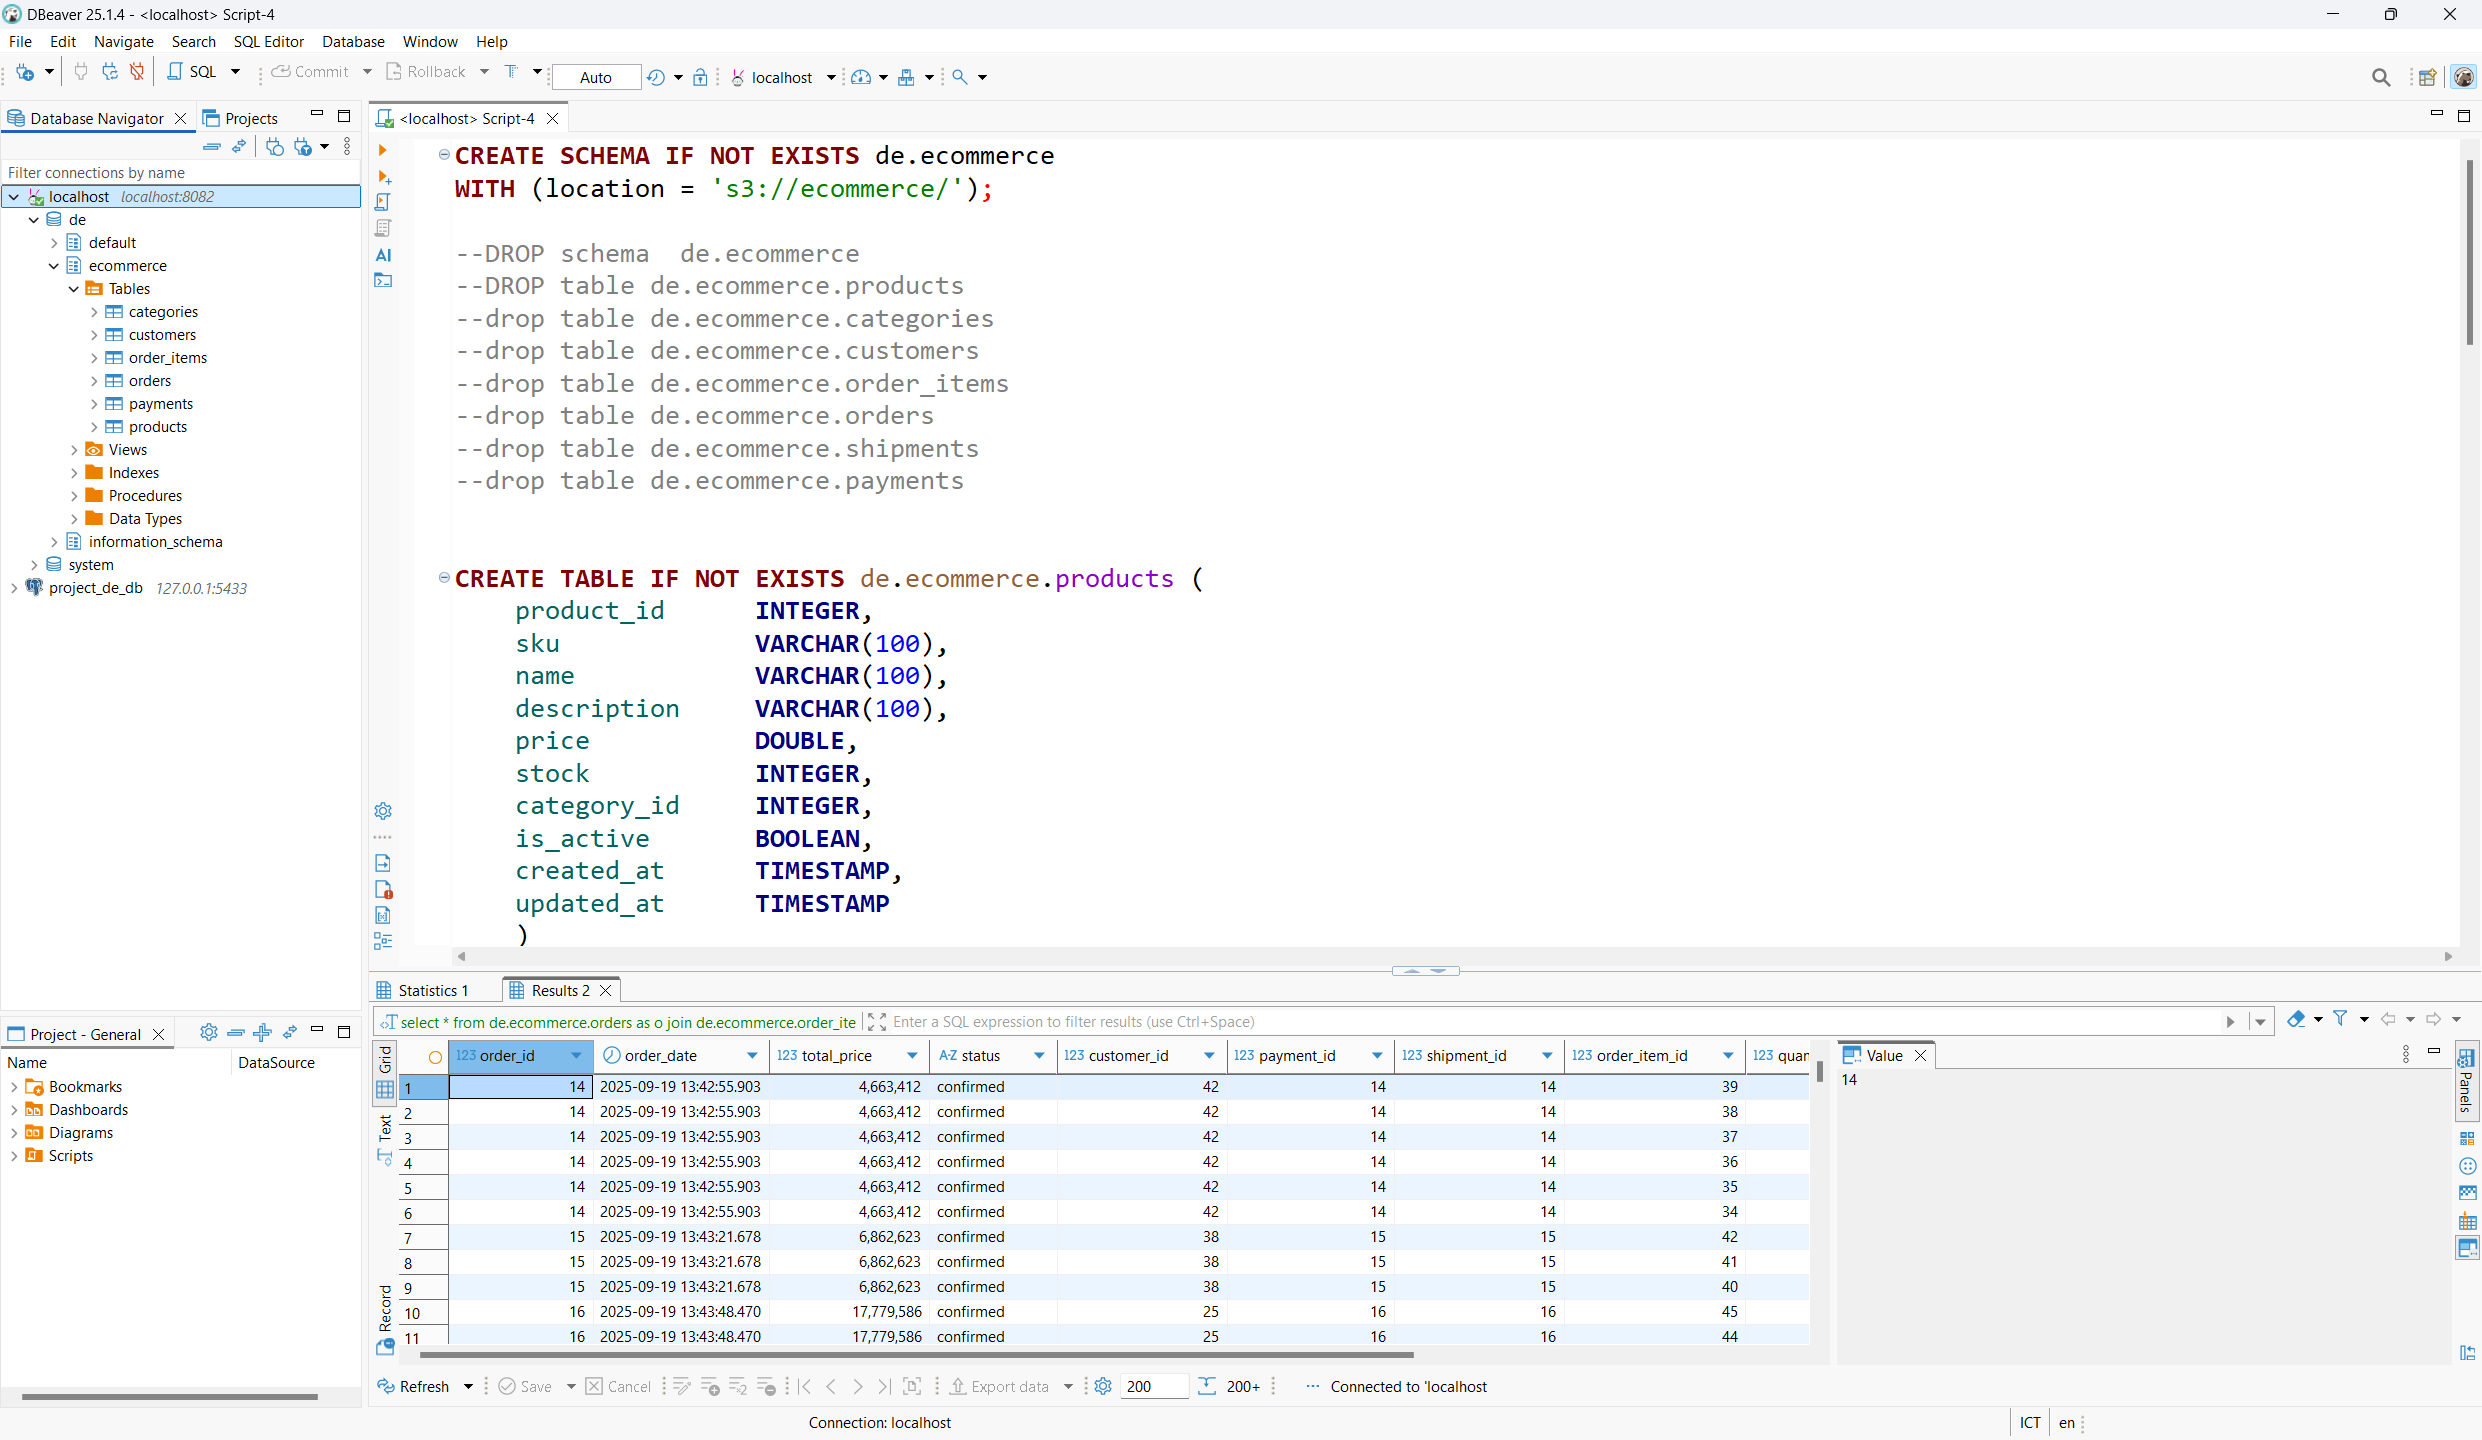 DBeaver 25.1.4 - <localhost> Script-4
File Edit Navigate Search SQL Editor Database Window Help
SQL Commit Rollback Auto localhost
Database Navigator Projects
Filter connections by name
localhost localhost:8082
de
default
ecommerce
Tables
categories
customers
order_items
orders
payments
products
Views
Indexes
Procedures
Data Types
information_schema
system
project_de_db 127.0.0.1:5433
<localhost> Script-4
AI
CREATE SCHEMA IF NOT EXISTS de.ecommerce
WITH (location = 's3://ecommerce/');
--DROP schema  de.ecommerce
--DROP table de.ecommerce.products
--drop table de.ecommerce.categories
--drop table de.ecommerce.customers
--drop table de.ecommerce.order_items
--drop table de.ecommerce.orders
--drop table de.ecommerce.shipments
--drop table de.ecommerce.payments
CREATE TABLE IF NOT EXISTS de.ecommerce.products (
product_id INTEGER,
sku VARCHAR(100),
name VARCHAR(100),
description VARCHAR(100),
price DOUBLE,
stock INTEGER,
category_id INTEGER,
is_active BOOLEAN,
created_at TIMESTAMP,
updated_at TIMESTAMP
)
Project - General
Name DataSource
Bookmarks
Dashboards
Diagrams
Scripts
Statistics 1 Results 2
select * from de.ecommerce.orders as o join de.ecommerce.order_ite Enter a SQL expression to filter results (use Ctrl+Space)
Grid
Text
Record
123 order_id order_date 123 total_price A-Z status 123 customer_id 123 payment_id 123 shipment_id 123 order_item_id 123 quan
1 14 2025-09-19 13:42:55.903 4,663,412 confirmed 42 14 14 39
2 14 2025-09-19 13:42:55.903 4,663,412 confirmed 42 14 14 38
3 14 2025-09-19 13:42:55.903 4,663,412 confirmed 42 14 14 37
4 14 2025-09-19 13:42:55.903 4,663,412 confirmed 42 14 14 36
5 14 2025-09-19 13:42:55.903 4,663,412 confirmed 42 14 14 35
6 14 2025-09-19 13:42:55.903 4,663,412 confirmed 42 14 14 34
7 15 2025-09-19 13:43:21.678 6,862,623 confirmed 38 15 15 42
8 15 2025-09-19 13:43:21.678 6,862,623 confirmed 38 15 15 41
9 15 2025-09-19 13:43:21.678 6,862,623 confirmed 38 15 15 40
10 16 2025-09-19 13:43:48.470 17,779,586 confirmed 25 16 16 45
11 16 2025-09-19 13:43:48.470 17,779,586 confirmed 25 16 16 44
Value
14
Panels
Refresh Save Cancel Export data 200 200+ ... Connected to 'localhost
Connection: localhost
ICT en